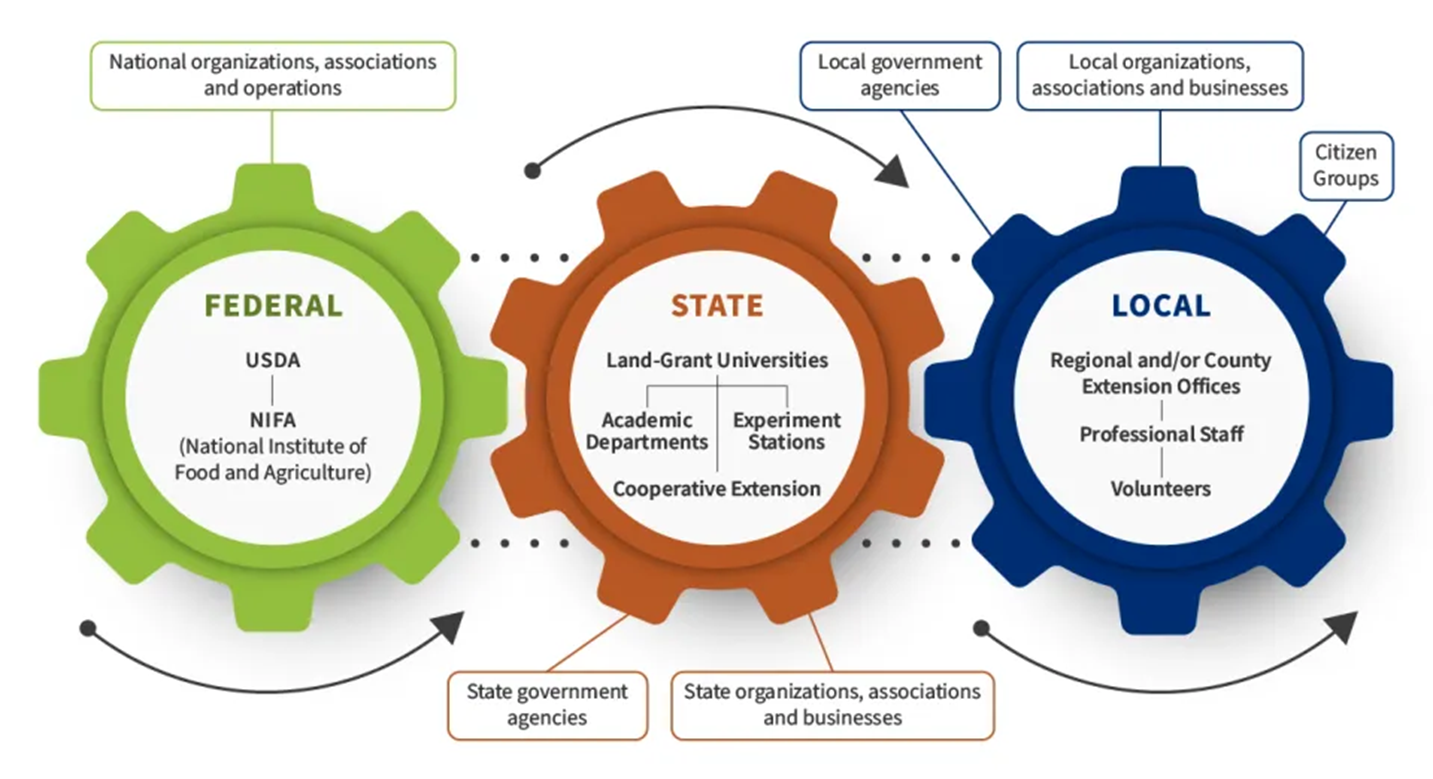 National organizations, associations
and operations
Local government
agencies
Local organizations,
associations and businesses
Citizen
Groups
FEDERAL
USDA
NIFA
(National Institute of
Food and Agriculture)
STATE
Land-Grant Universities
Academic
Departments
Experiment
Stations
Cooperative Extension
LOCAL
Regional and/or County
Extension Offices
Professional Staff
Volunteers
State government
agencies
State organizations, associations
and businesses